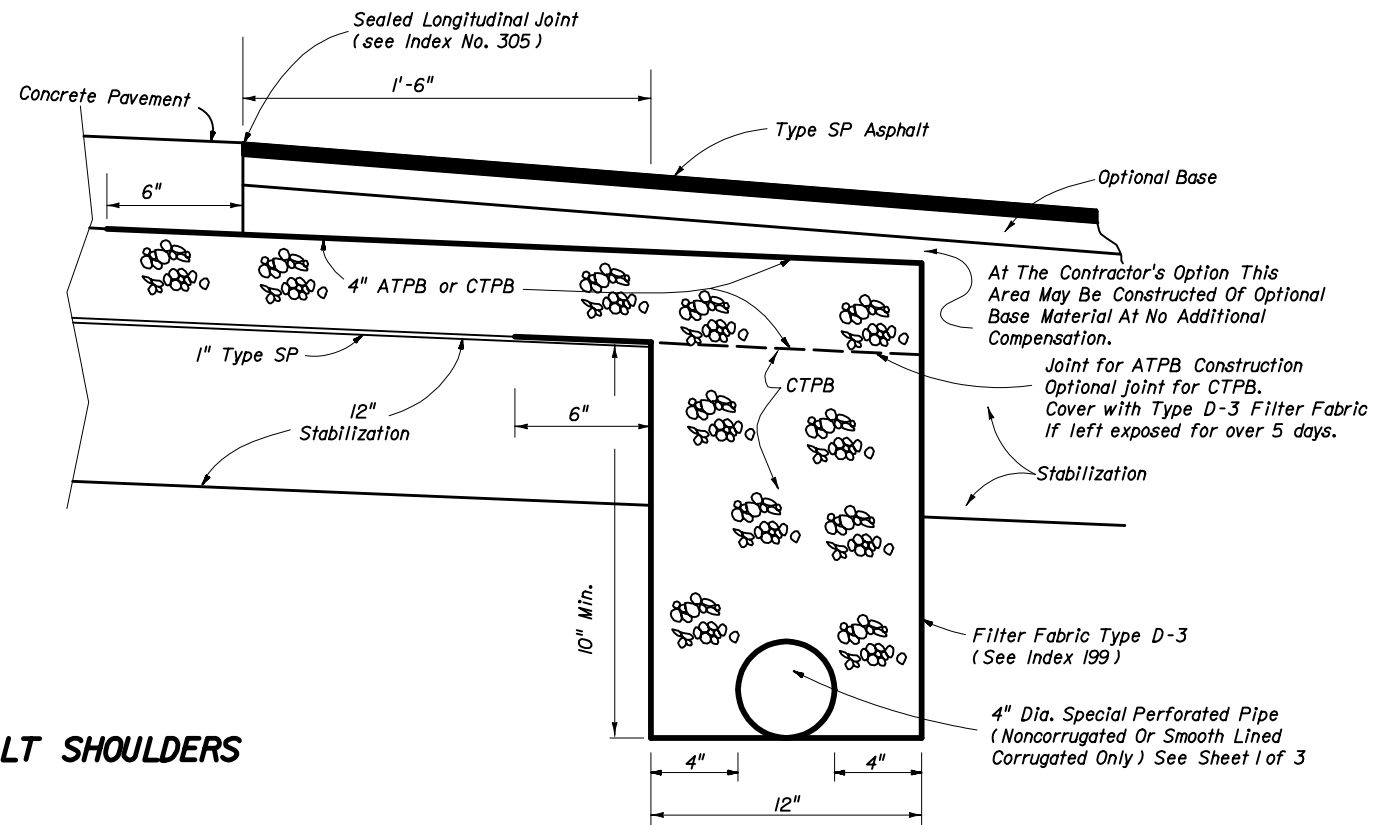 Sealed Longitudinal Joint
(see Index No. 305)
1'-6"
Concrete Pavement
Type SP Asphalt
Optional Base
6"
4" ATPB or CTPB
At The Contractor's Option This
Area May Be Constructed Of Optional
Base Material At No Additional
Compensation.
1" Type SP
Joint for ATPB Construction
Optional joint for CTPB.
Cover with Type D-3 Filter Fabric
If left exposed for over 5 days.
CTPB
12"
Stabilization
6"
Stabilization
10" Min.
Filter Fabric Type D-3
(See Index 199)
4" Dia. Special Perforated Pipe
(Noncorrugated Or Smooth Lined
Corrugated Only) See Sheet 1 of 3
LT SHOULDERS
4"
4"
12"